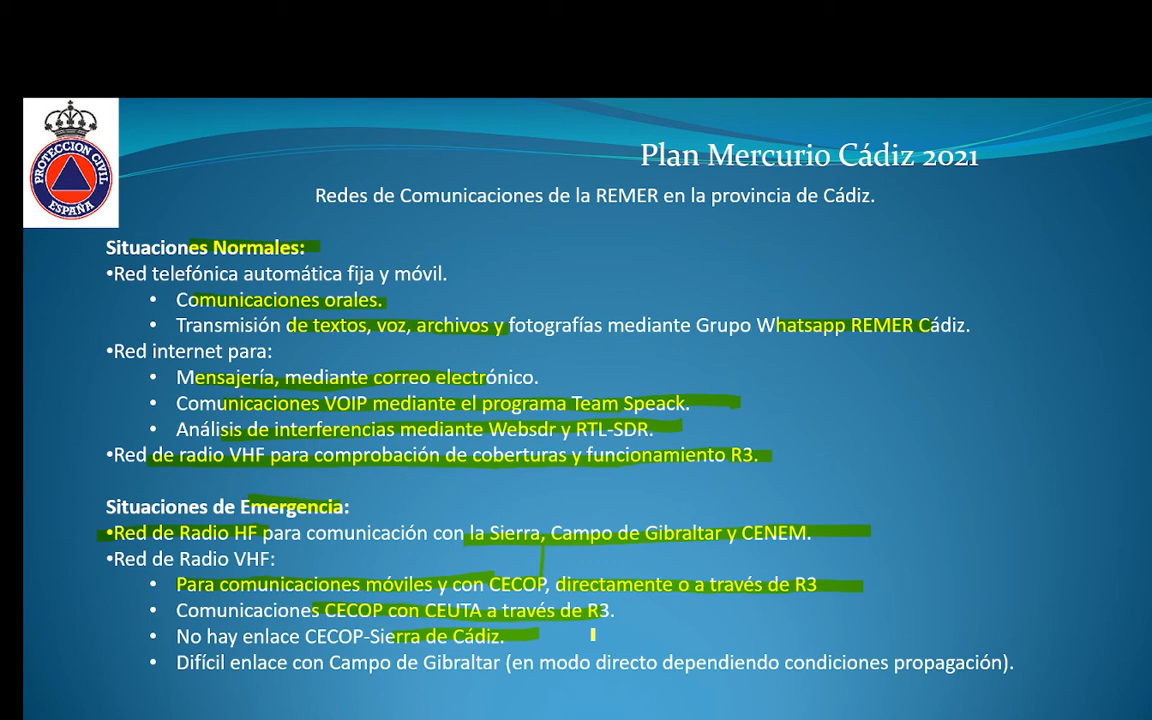 PROTECCION CIVIL
ESPAÑA
Plan Mercurio Cádiz 2021
Redes de Comunicaciones de la REMER en la provincia de Cádiz.
Situaciones Normales:
•Red telefónica automática fija y móvil.
• Comunicaciones orales.
• Transmisión de textos, voz, archivos y fotografías mediante Grupo Whatsapp REMER Cádiz.
•Red internet para:
• Mensajería, mediante correo electrónico.
• Comunicaciones VOIP mediante el programa Team Speack.
• Análisis de interferencias mediante Websdr y RTL-SDR.
•Red de radio VHF para comprobación de coberturas y funcionamiento R3.
Situaciones de Emergencia:
•Red de Radio HF para comunicación con la Sierra, Campo de Gibraltar y CENEM.
•Red de Radio VHF:
• Para comunicaciones móviles y con CECOP, directamente o a través de R3
• Comunicaciones CECOP con CEUTA a través de R3.
• No hay enlace CECOP-Sierra de Cádiz.
• Difícil enlace con Campo de Gibraltar (en modo directo dependiendo condiciones propagación).